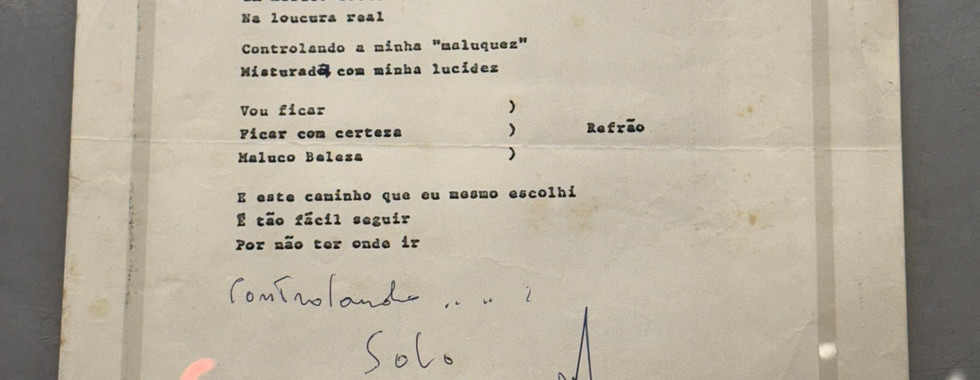 Na loucura real
Controlando a minha "maluquez"
Misturada com minha lucidez
Vou ficar )
Ficar com certeza ) Refrão
Maluco Beleza )
E este caminho que eu mesmo escolhi
É tão fácil seguir
Por não ter onde ir
Controlando . . .
Solo